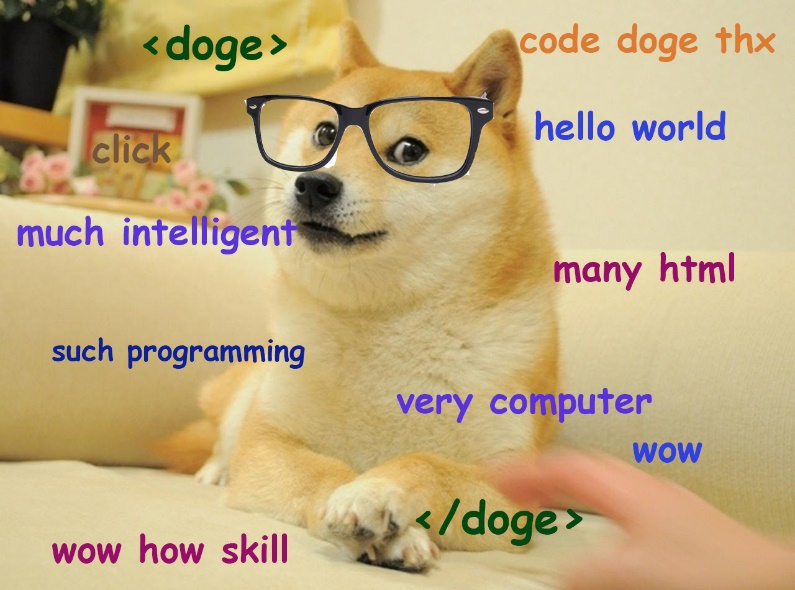 <doge>
code doge thx
hello world
click
much intelligent
many html
such programming
very computer
wow
</doge>
wow how skill